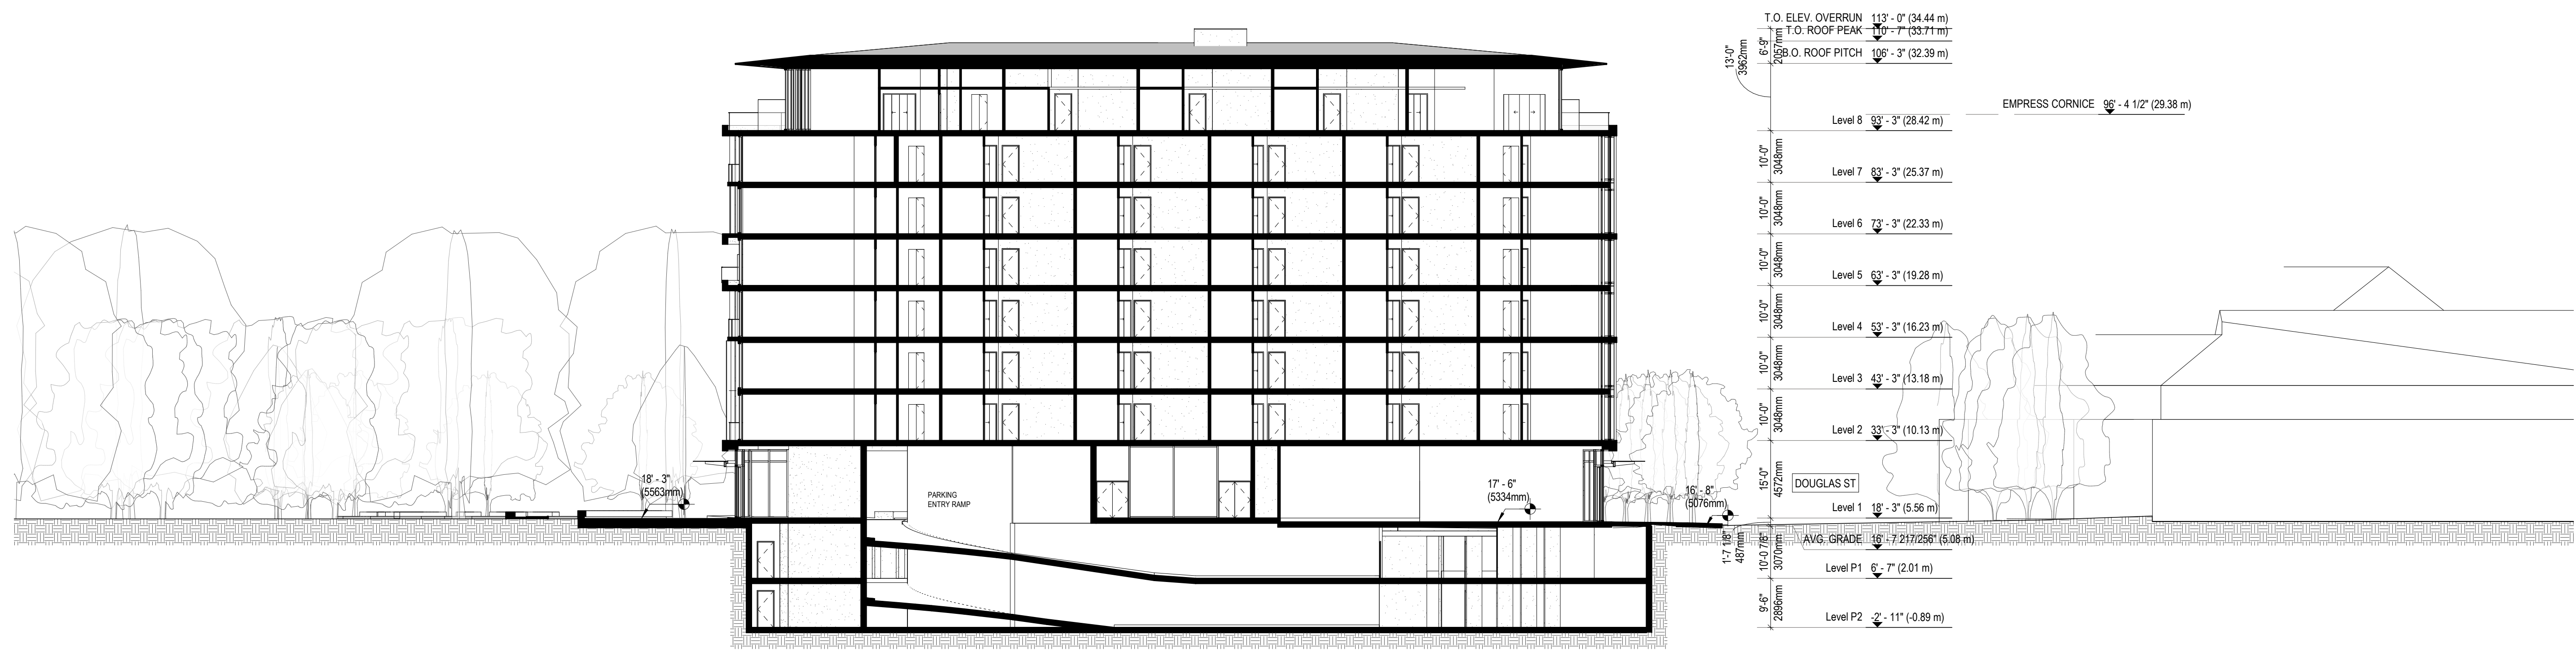 T.O. ELEV. OVERRUN 113' - 0" (34.44 m)
T.O. ROOF PEAK 110' - 7" (33.71 m)
B.O. ROOF PITCH 106' - 3" (32.39 m)
6'-9"
2057mm
13'-0"
3962mm
EMPRESS CORNICE 96' - 4 1/2" (29.38 m)
Level 8 93' - 3" (28.42 m)
10'-0"
3048mm
Level 7 83' - 3" (25.37 m)
10'-0"
3048mm
Level 6 73' - 3" (22.33 m)
10'-0"
3048mm
Level 5 63' - 3" (19.28 m)
10'-0"
3048mm
Level 4 53' - 3" (16.23 m)
10'-0"
3048mm
Level 3 43' - 3" (13.18 m)
10'-0"
3048mm
Level 2 33' - 3" (10.13 m)
15'-0"
4572mm
DOUGLAS ST
18' - 3"
(5563mm)
PARKING
ENTRY RAMP
17' - 6"
(5334mm)
16' - 8"
(5076mm)
Level 1 18' - 3" (5.56 m)
1'-7 1/8"
487mm
10'-0 7/8"
3070mm
AVG. GRADE 16' - 7 217/256" (5.08 m)
Level P1 6' - 7" (2.01 m)
9'-6"
2896mm
Level P2 -2' - 11" (-0.89 m)